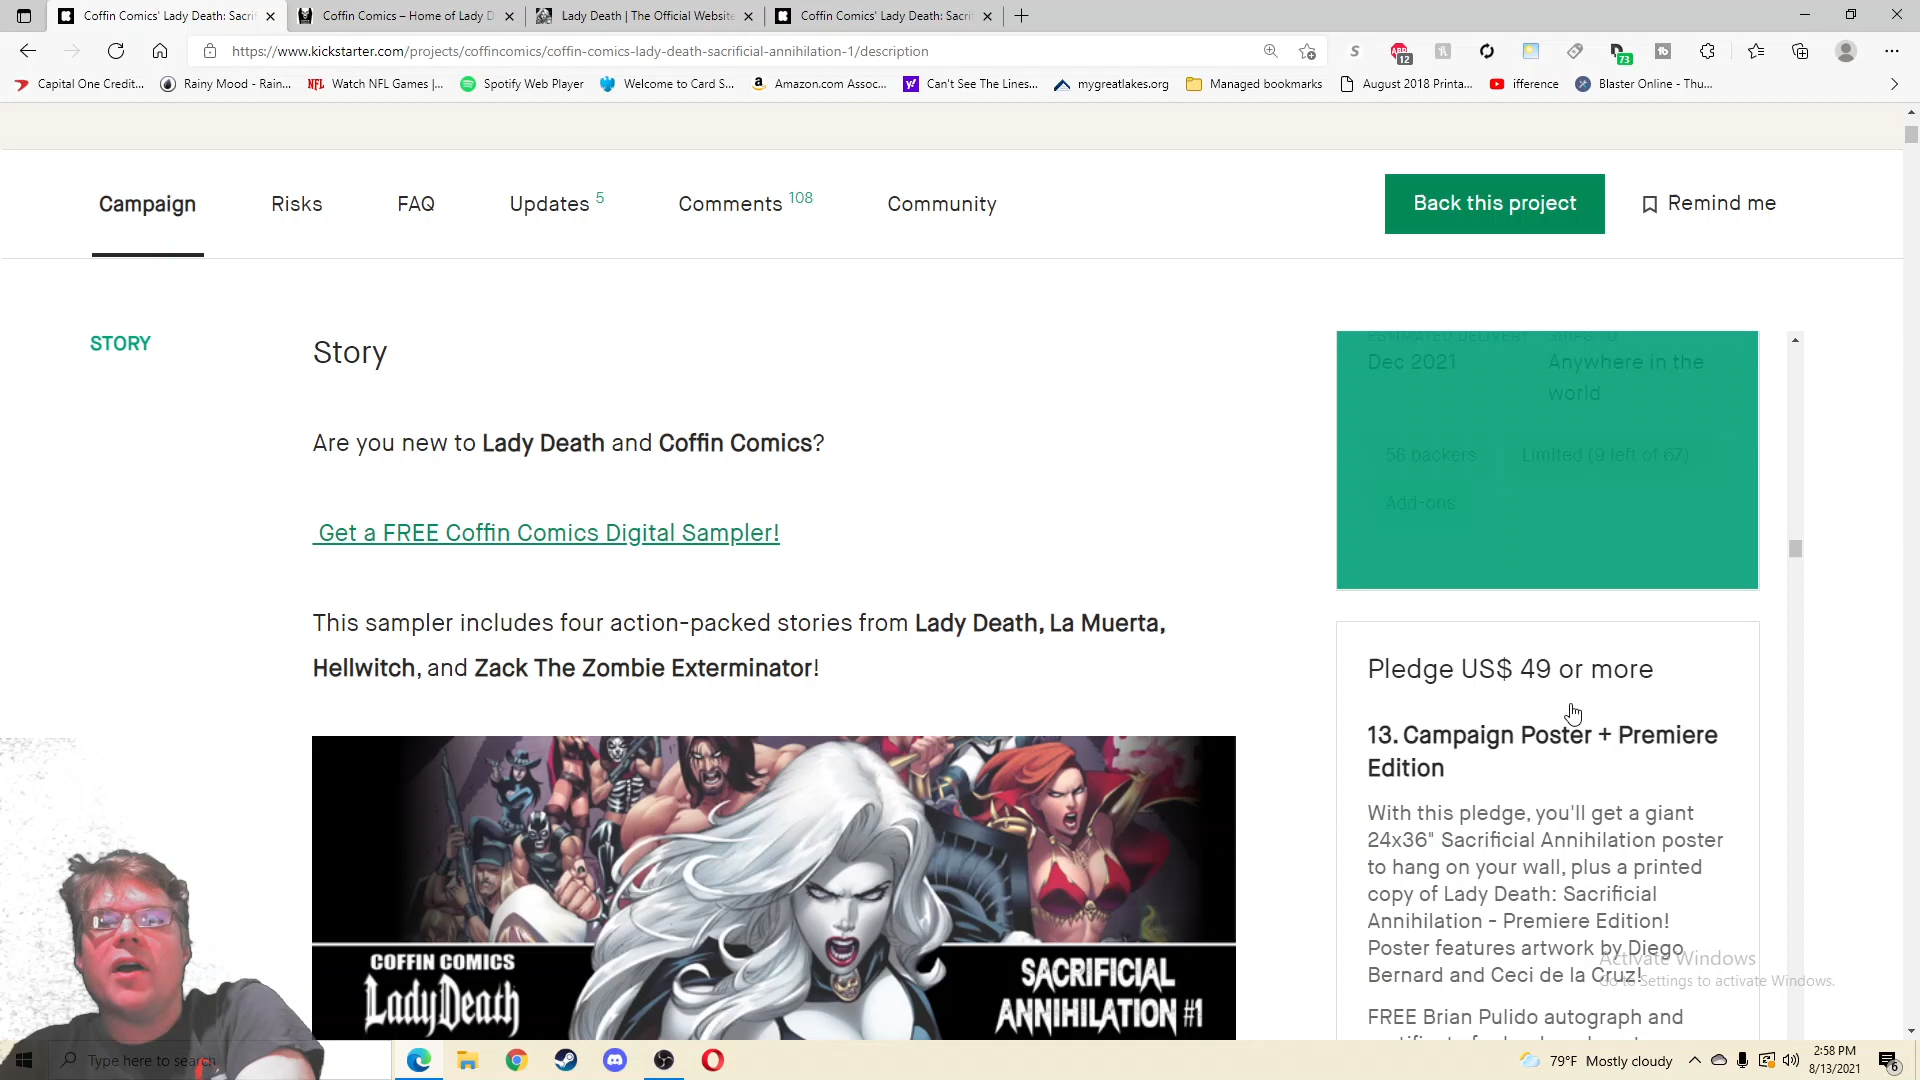 Coffin Comics' Lady Death: Sacri
Coffin Comics – Home of Lady D
Lady Death | The Official Website
Coffin Comics' Lady Death: Sacri
https://www.kickstarter.com/projects/coffincomics/coffin-comics-lady-death-sacrificial-annihilation-1/description
12
73
Capital One Credit...
Rainy Mood - Rain...
NFL Watch NFL Games |...
Spotify Web Player
Welcome to Card S...
Amazon.com Assoc...
Can't See The Lines...
mygreatlakes.org
Managed bookmarks
August 2018 Printa...
ifference
Blaster Online - Thu...
Campaign
Risks
FAQ
Updates 5
Comments 108
Community
Back this project
Remind me
STORY
Story
Are you new to Lady Death and Coffin Comics?
Get a FREE Coffin Comics Digital Sampler!
This sampler includes four action-packed stories from Lady Death, La Muerta,
Hellwitch, and Zack The Zombie Exterminator!
COFFIN COMICS
Lady Death
SACRIFICIAL
ANNIHILATION #1
ESTIMATED DELIVERY
SHIPS TO
Dec 2021
Anywhere in the
world
58 backers
Limited (9 left of 67)
Add-ons
Pledge US$ 49 or more
13. Campaign Poster + Premiere
Edition
With this pledge, you'll get a giant
24x36" Sacrificial Annihilation poster
to hang on your wall, plus a printed
copy of Lady Death: Sacrificial
Annihilation - Premiere Edition!
Poster features artwork by Diego
Bernard and Ceci de la Cruz!
FREE Brian Pulido autograph and
Activate Windows
Go to Settings to activate Windows.
Type here to search
79°F Mostly cloudy
2:58 PM
8/13/2021
6